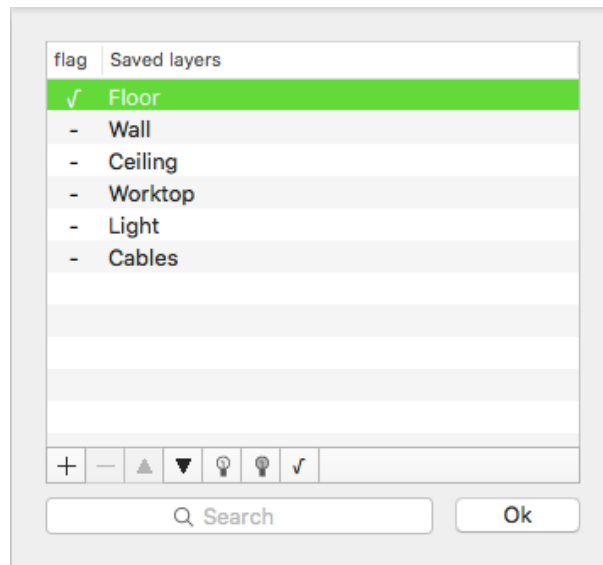 flag Saved layers
√ Floor
- Wall
- Ceiling
- Worktop
- Light
- Cables
+ − ▲ ▼ √
Search Ok